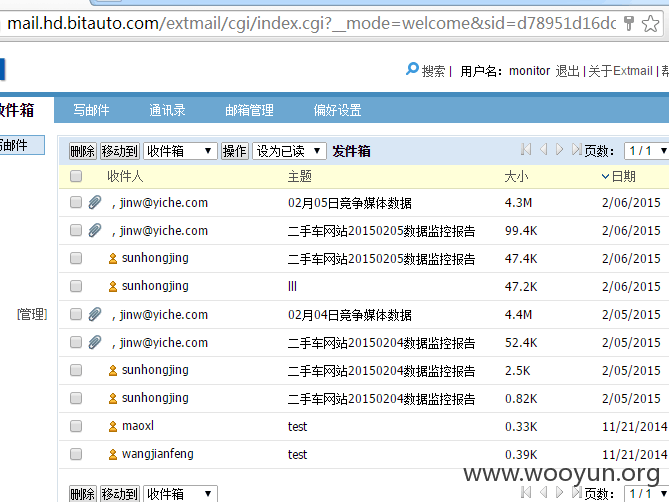 mail.hd.bitauto.com/extmail/cgi/index.cgi?__mode=welcome&sid=d78951d16dc
搜索 | 用户名：monitor 退出 | 关于Extmail | 帮
收件箱 写邮件 通讯录 邮箱管理 偏好设置
写邮件
删除 移动到 收件箱 操作 设为已读 发件箱 页数： 1 / 1
收件人 主题 大小 日期
, jinw@yiche.com 02月05日竞争媒体数据 4.3M 2/06/2015
, jinw@yiche.com 二手车网站20150205数据监控报告 99.4K 2/06/2015
sunhongjing 二手车网站20150205数据监控报告 47.4K 2/06/2015
sunhongjing lll 47.2K 2/06/2015
[管理] , jinw@yiche.com 02月04日竞争媒体数据 4.4M 2/05/2015
, jinw@yiche.com 二手车网站20150204数据监控报告 52.4K 2/05/2015
sunhongjing 二手车网站20150204数据监控报告 2.5K 2/05/2015
sunhongjing 二手车网站20150204数据监控报告 0.82K 2/05/2015
maoxl test 0.33K 11/21/2014
wangjianfeng test 0.39K 11/21/2014
www.wooyun.org
删除 移动到 收件箱 页数： 1 / 1